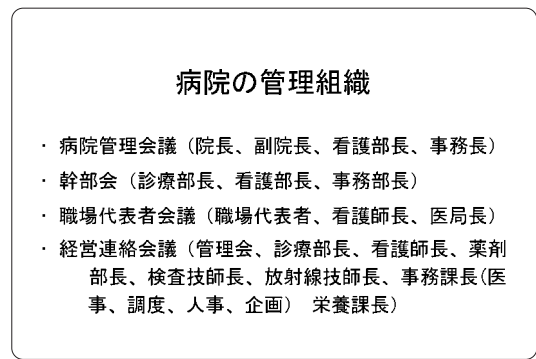 病院の管理組織
・ 病院管理会議（院長、副院長、看護部長、事務長）
・ 幹部会（診療部長、看護部長、事務部長）
・ 職場代表者会議（職場代表者、看護師長、医局長）
・ 経営連絡会議（管理会、診療部長、看護師長、薬剤
部長、検査技師長、放射線技師長、事務課長(医
事、調度、人事、企画）　栄養課長）